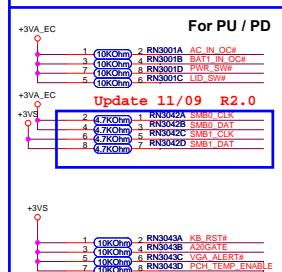 For PU / PD
+3VA_EC
1 10KOhm 2 RN3001A AC_IN_OC#
3 10KOhm 4 RN3001B BAT1_IN_OC#
7 10KOhm 8 RN3001D PWR_SW#
5 10KOhm 6 RN3001C LID_SW#
+3VA_EC
Update 11/09 R2.0
+3VS
2 4.7KOhm 1 RN3042A SMB0_CLK
4 4.7KOhm 3 RN3042B SMB0_DAT
6 4.7KOhm 5 RN3042C SMB1_CLK
8 4.7KOhm 7 RN3042D SMB1_DAT
+3VS
1 10KOhm 2 RN3043A KB_RST#
3 10KOhm 4 RN3043B A20GATE
5 10KOhm 6 RN3043C VGA_ALERT#
7 10KOhm 8 RN3043D PCH_TEMP_ENABLE